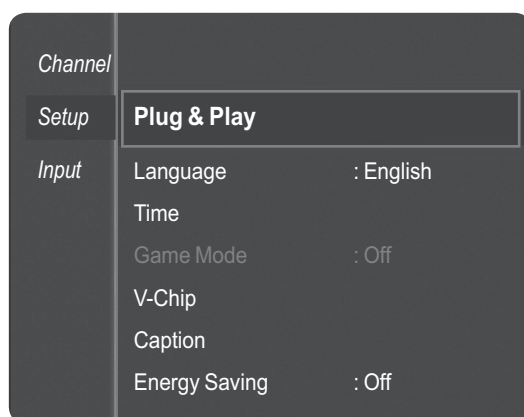 Channel
Setup
Input
Plug & Play
Language : English
Time
Game Mode : Off
V-Chip
Caption
Energy Saving : Off